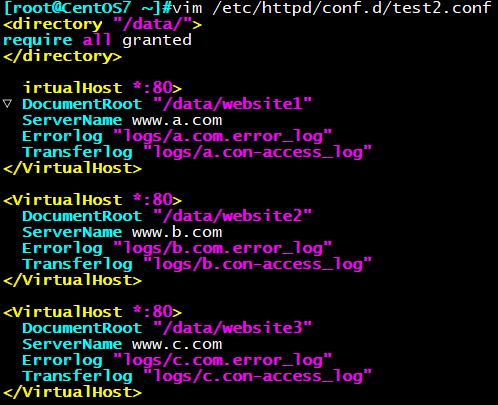 [root@CentOS7 ~]#vim /etc/httpd/conf.d/test2.conf
<directory "/data/">
require all granted
</directory>
irtualHost *:80>
▽ DocumentRoot "/data/website1"
ServerName www.a.com
Errorlog "logs/a.com.error_log"
Transferlog "logs/a.con-access_log"
</VirtualHost>
<VirtualHost *:80>
DocumentRoot "/data/website2"
ServerName www.b.com
Errorlog "logs/b.com.error_log"
Transferlog "logs/b.con-access_log"
</VirtualHost>
<VirtualHost *:80>
DocumentRoot "/data/website3"
ServerName www.c.com
Errorlog "logs/c.com.error_log"
Transferlog "logs/c.con-access_log"
</VirtualHost>